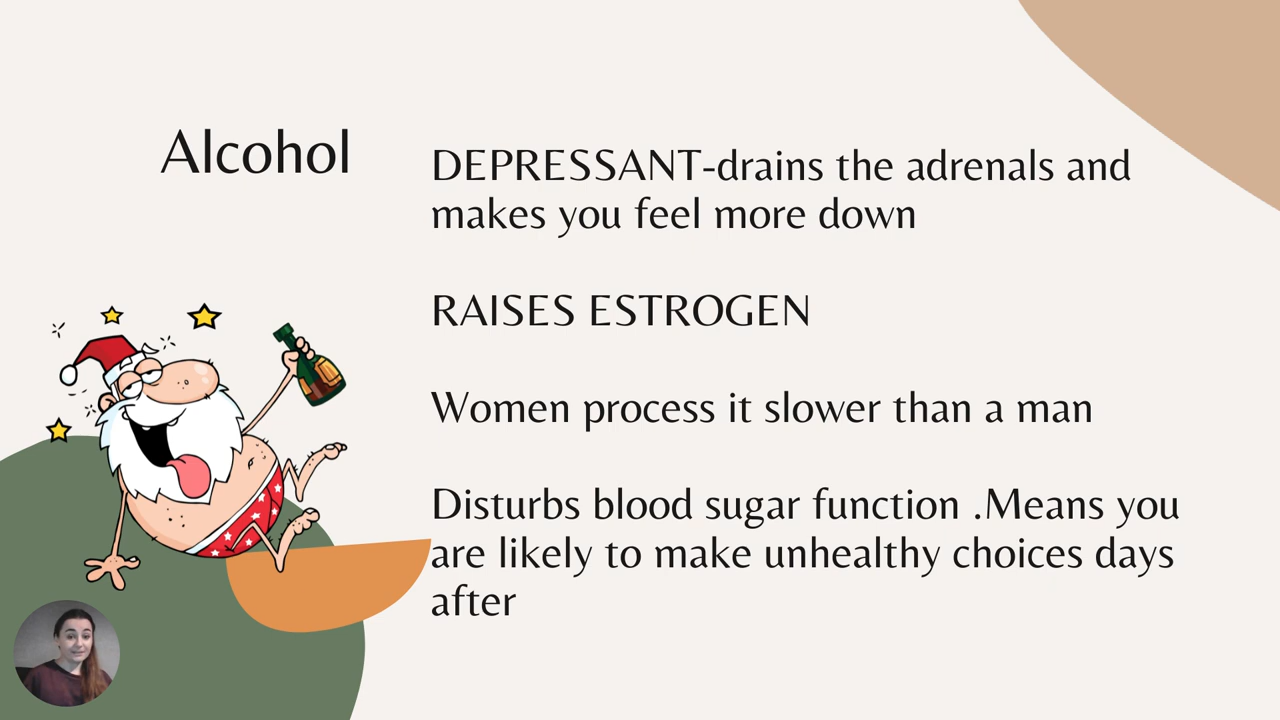 Alcohol
DEPRESSANT-drains the adrenals and
makes you feel more down
RAISES ESTROGEN
Women process it slower than a man
Disturbs blood sugar function .Means you
are likely to make unhealthy choices days
after